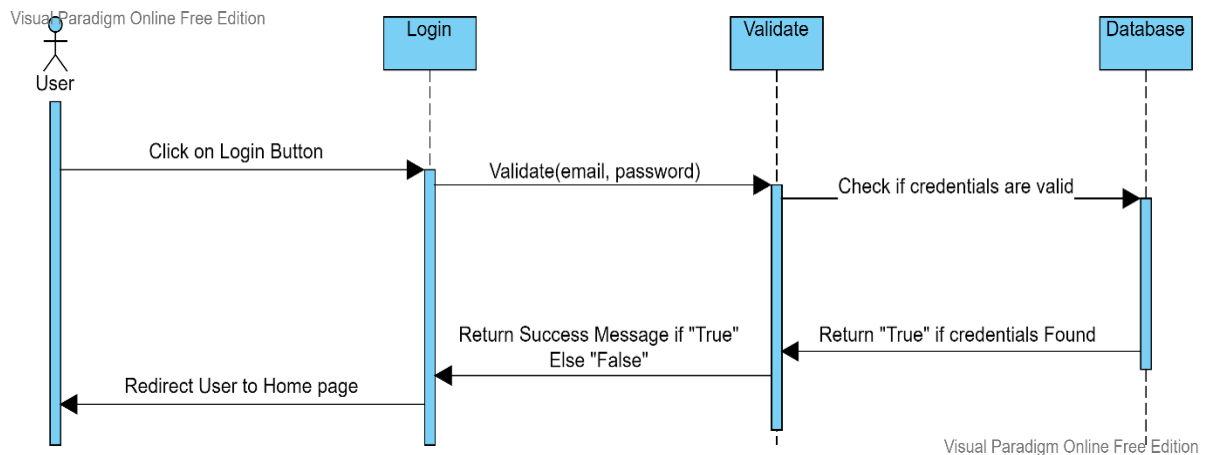 Visual Paradigm Online Free Edition
Login
Validate
Database
User
Click on Login Button
Validate(email, password)
Check if credentials are valid
Return Success Message if "True"
Else "False"
Return "True" if credentials Found
Redirect User to Home page
Visual Paradigm Online Free Edition